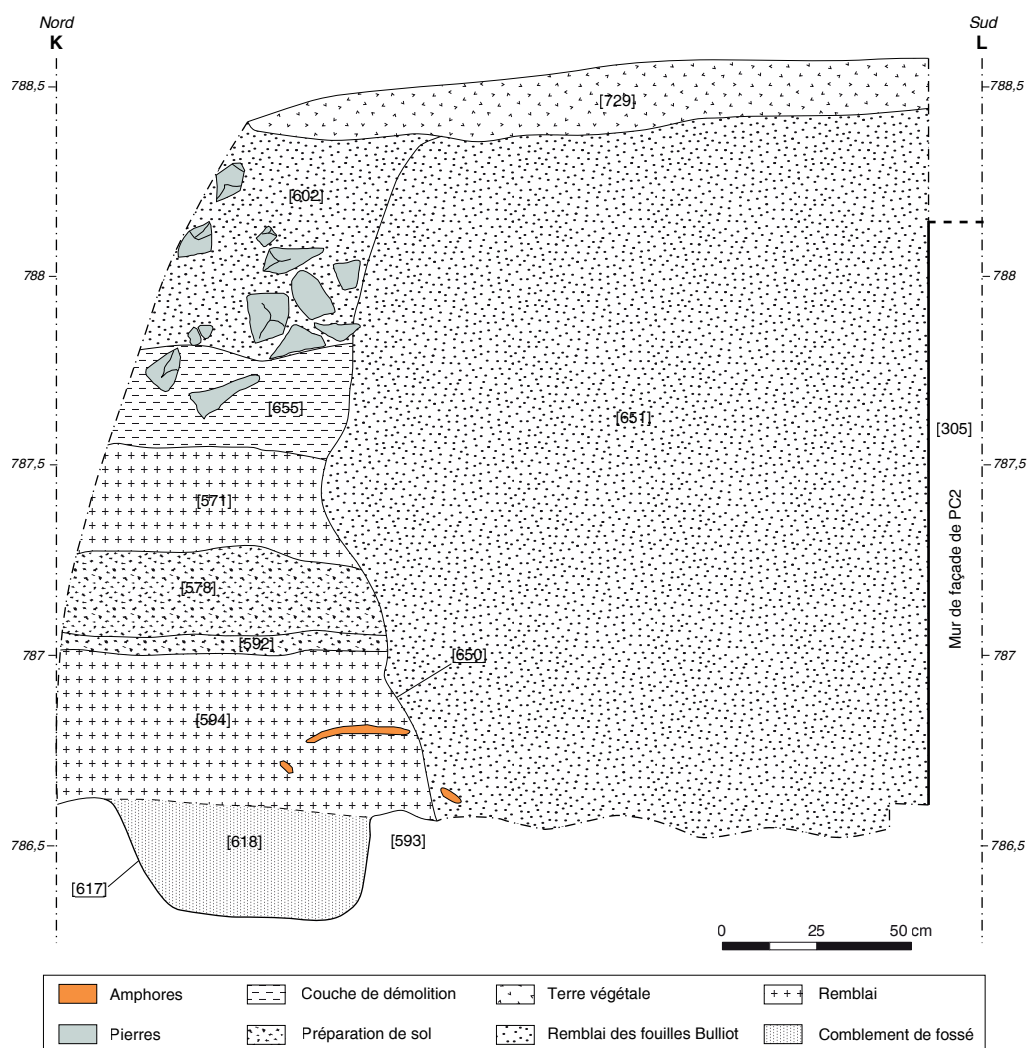 Nord
K
Sud
L
788,5
788,5
[729]
[602]
788
788
[655]
[651]
[305]
787,5
787,5
[571]
Mur de façade de PC2
[578]
[592]
787
787
[650]
[594]
[618]
[593]
786,5
786,5
[617]
0 25 50 cm
Amphores
Couche de démolition
Terre végétale
Remblai
Pierres
Préparation de sol
Remblai des fouilles Bulliot
Comblement de fossé